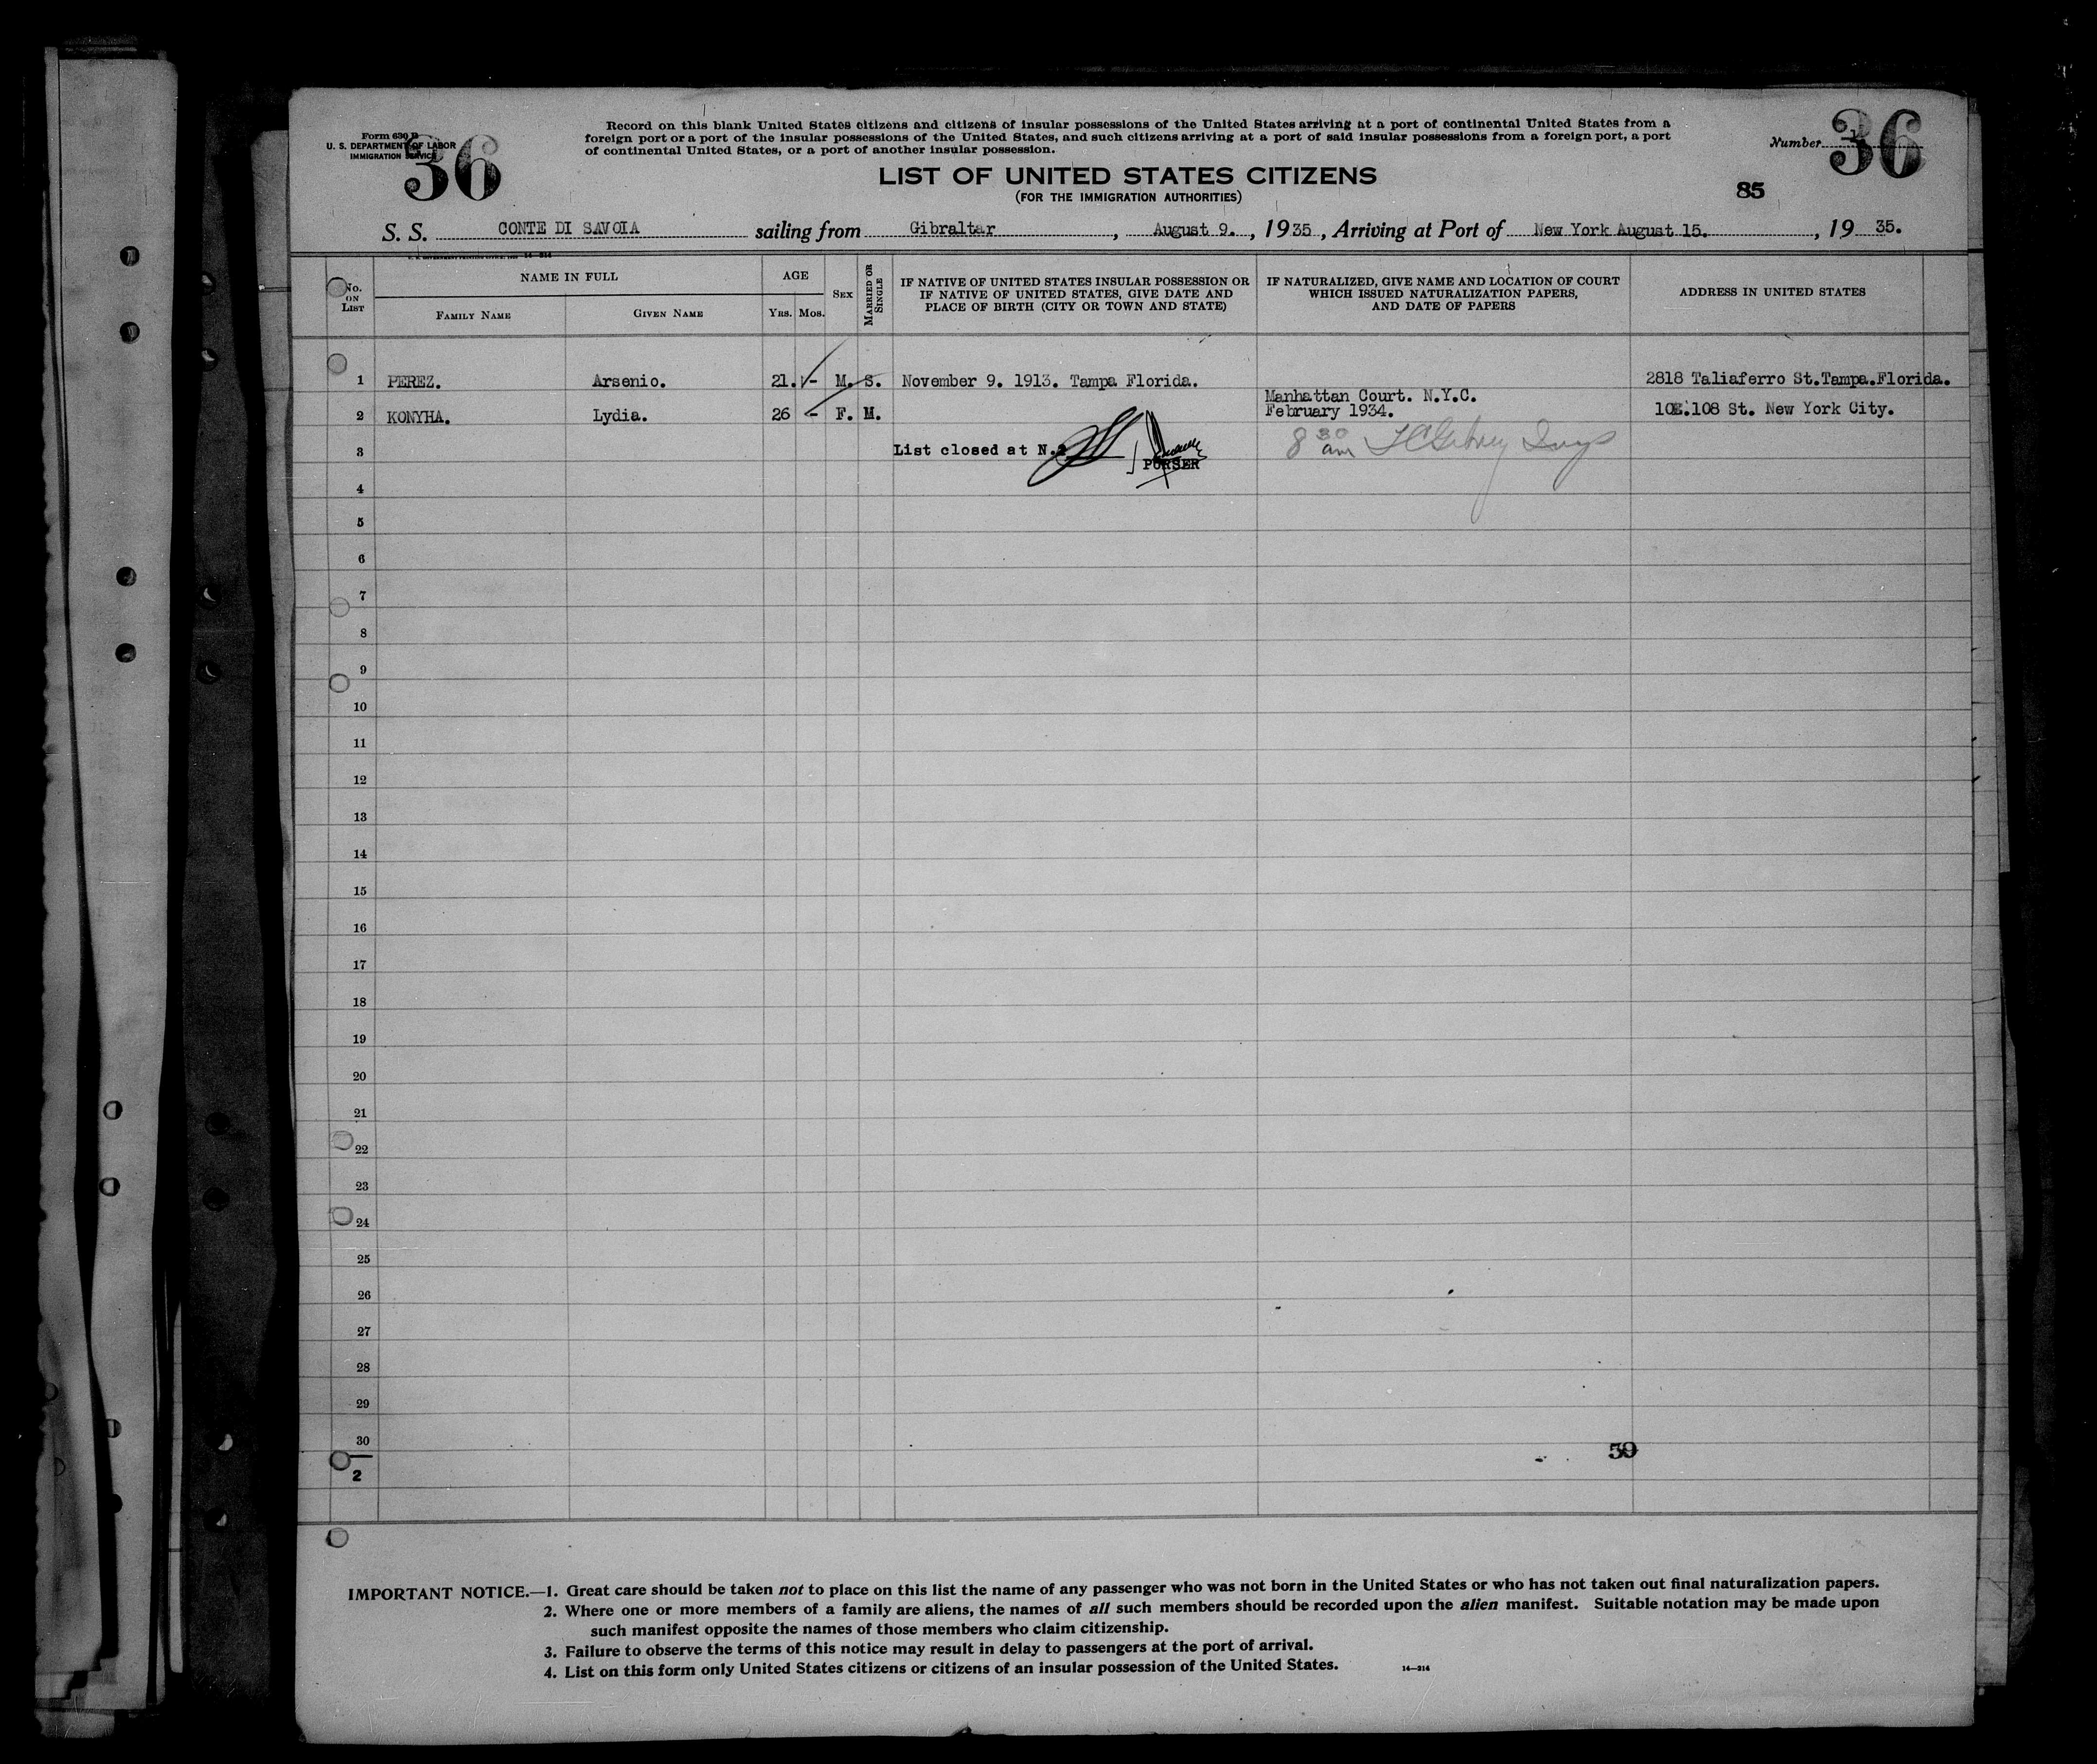 Form 630 B
U. S. DEPARTMENT OF LABOR
IMMIGRATION SERVICE
36
Record on this blank United States citizens and citizens of insular possessions of the United States arriving at a port of continental United States from a
foreign port or a port of the insular possessions of the United States, and such citizens arriving at a port of said insular possessions from a foreign port, a port
of continental United States, or a port of another insular possession.
Number 36
LIST OF UNITED STATES CITIZENS
(FOR THE IMMIGRATION AUTHORITIES)
85
S. S. CONTE DI SAVOIA sailing from Gibraltar, August 9., 1935, Arriving at Port of New York August 15., 19 35.
No. ON LIST
NAME IN FULL
FAMILY NAME
GIVEN NAME
AGE
YRS. MOS.
SEX
MARRIED OR SINGLE
IF NATIVE OF UNITED STATES INSULAR POSSESSION OR
IF NATIVE OF UNITED STATES, GIVE DATE AND
PLACE OF BIRTH (CITY OR TOWN AND STATE)
IF NATURALIZED, GIVE NAME AND LOCATION OF COURT
WHICH ISSUED NATURALIZATION PAPERS,
AND DATE OF PAPERS
ADDRESS IN UNITED STATES
1 PEREZ. Arsenio. 21. - M. S. November 9. 1913. Tampa Florida. 2818 Taliaferro St.Tampa.Florida.
Manhattan Court. N.Y.C.
2 KONYHA. Lydia. 26 - F. M. February 1934. 10E.108 St. New York City.
3 List closed at N. PURSER 8 30 am
4
5
6
7
8
9
10
11
12
13
14
15
16
17
18
19
20
21
22
23
24
25
26
27
28
29
30
2
39
IMPORTANT NOTICE.—1. Great care should be taken not to place on this list the name of any passenger who was not born in the United States or who has not taken out final naturalization papers.
2. Where one or more members of a family are aliens, the names of all such members should be recorded upon the alien manifest. Suitable notation may be made upon
such manifest opposite the names of those members who claim citizenship.
3. Failure to observe the terms of this notice may result in delay to passengers at the port of arrival.
4. List on this form only United States citizens or citizens of an insular possession of the United States. 14—214